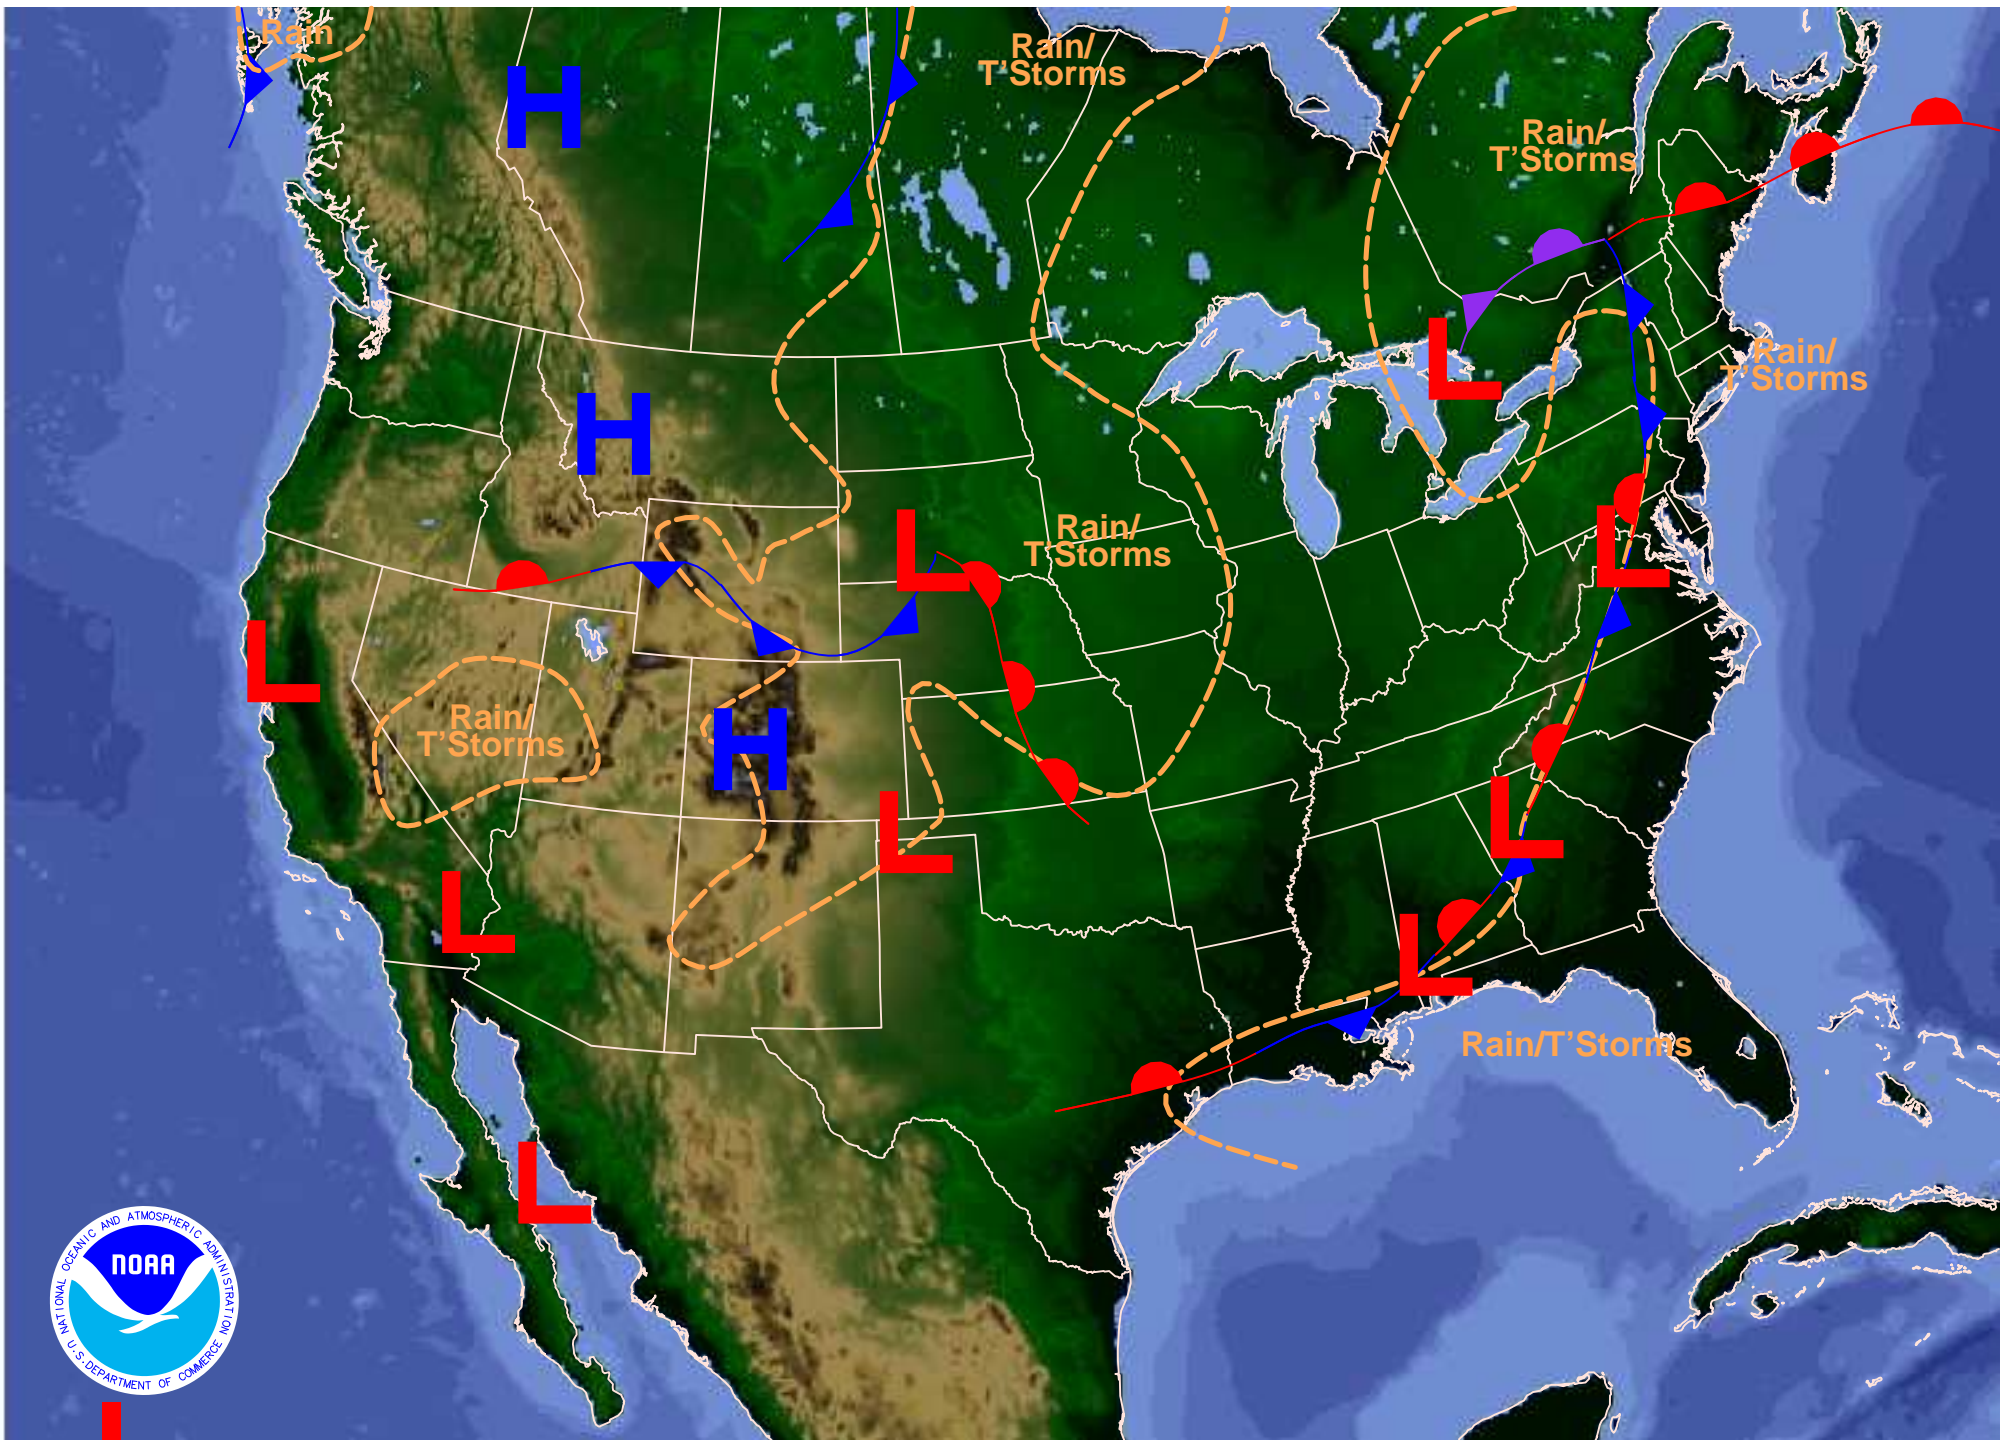 Rain
Rain/
T'Storms
H
Rain/
T'Storms
Rain/
T'Storms
L
H
Rain/
T'Storms
L
L
L
Rain/
T'Storms
H
L
L
L
L
Rain/T'Storms
L
NATIONAL OCEANIC AND ATMOSPHERIC ADMINISTRATION
NOAA
U.S. DEPARTMENT OF COMMERCE